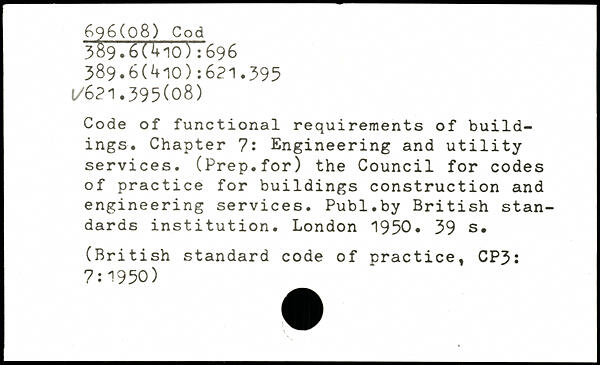 696(08) Cod
389.6(410):696
389.6(410):621.395
✓621.395(08)
Code of functional requirements of build-
ings. Chapter 7: Engineering and utility
services. (Prep.for) the Council for codes
of practice for buildings construction and
engineering services. Publ.by British stan-
dards institution. London 1950. 39 s.
(British standard code of practice, CP3:
7:1950)